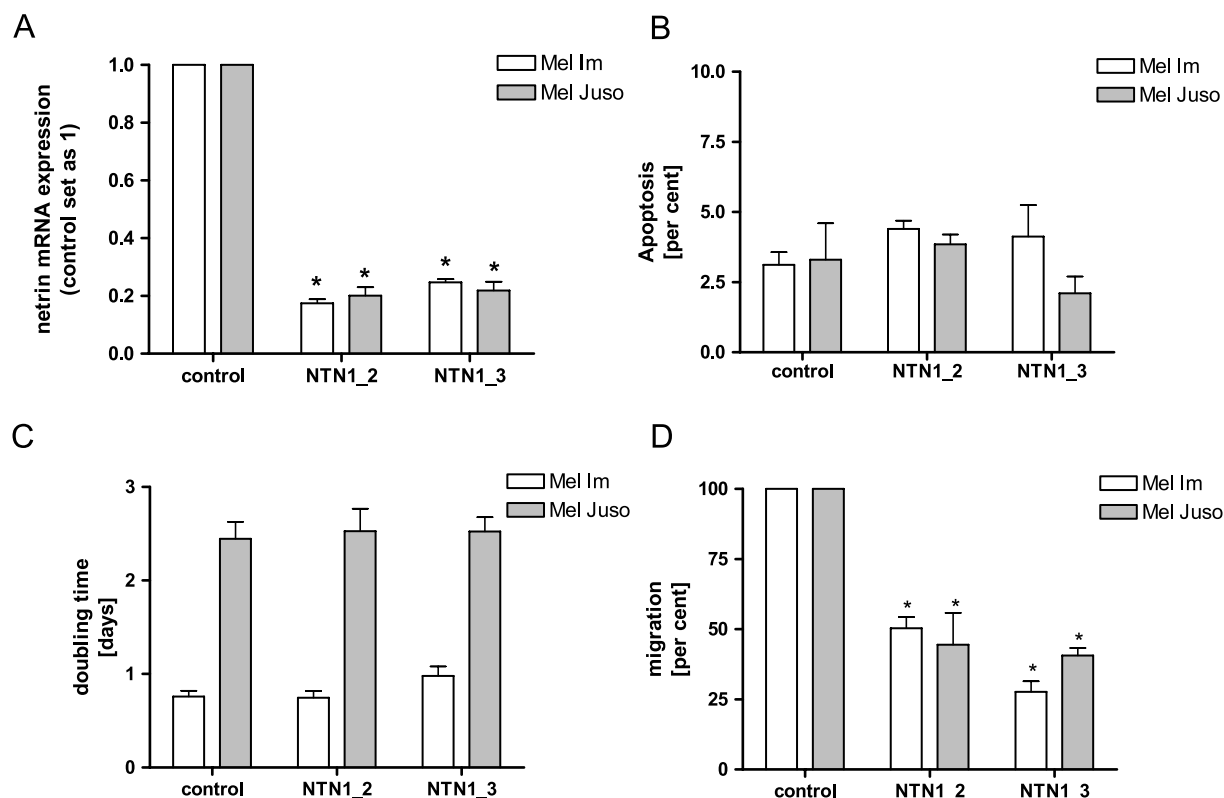 A
netrin mRNA expression
(control set as 1)
1.0
0.8
0.6
0.4
0.2
0.0
Mel Im
Mel Juso
* * * *
control NTN1_2 NTN1_3
B
Apoptosis
[per cent]
10.0
7.5
5.0
2.5
0.0
Mel Im
Mel Juso
control NTN1_2 NTN1_3
C
doubling time
[days]
3
2
1
0
Mel Im
Mel Juso
control NTN1_2 NTN1_3
D
migration
[per cent]
100
75
50
25
0
Mel Im
Mel Juso
* * * *
control NTN1_2 NTN1_3